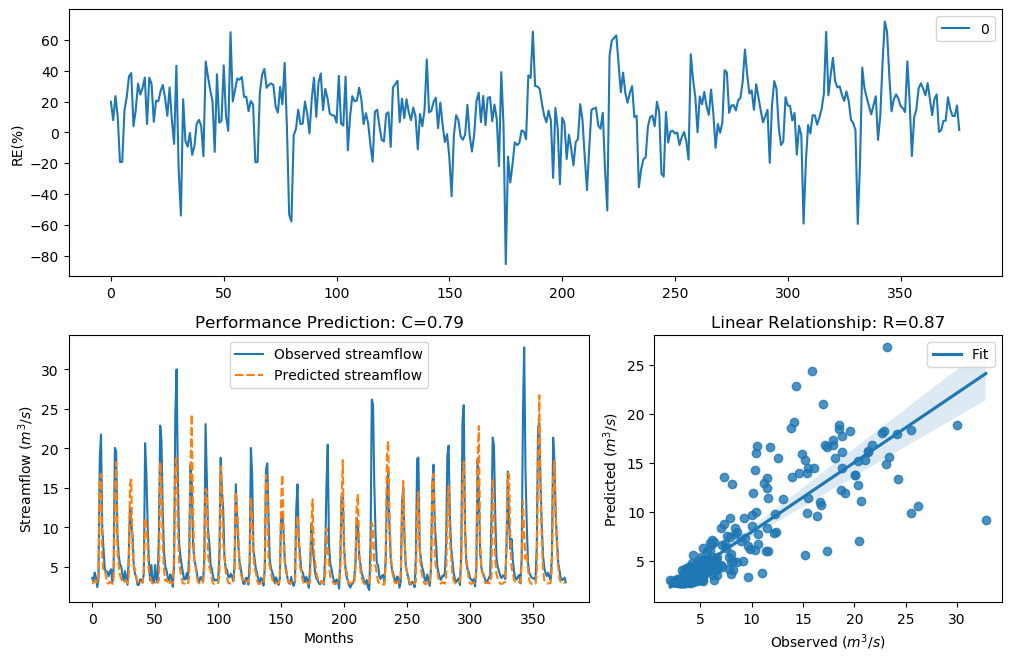 RE(%)
60
40
20
0
−20
−40
−60
−80
0
0 50 100 150 200 250 300 350
Performance Prediction: C=0.79
Streamflow (m³/s)
30
25
20
15
10
5
Observed streamflow
Predicted streamflow
0 50 100 150 200 250 300 350
Months
Linear Relationship: R=0.87
Predicted (m³/s)
25
20
15
10
5
Fit
5 10 15 20 25 30
Observed (m³/s)